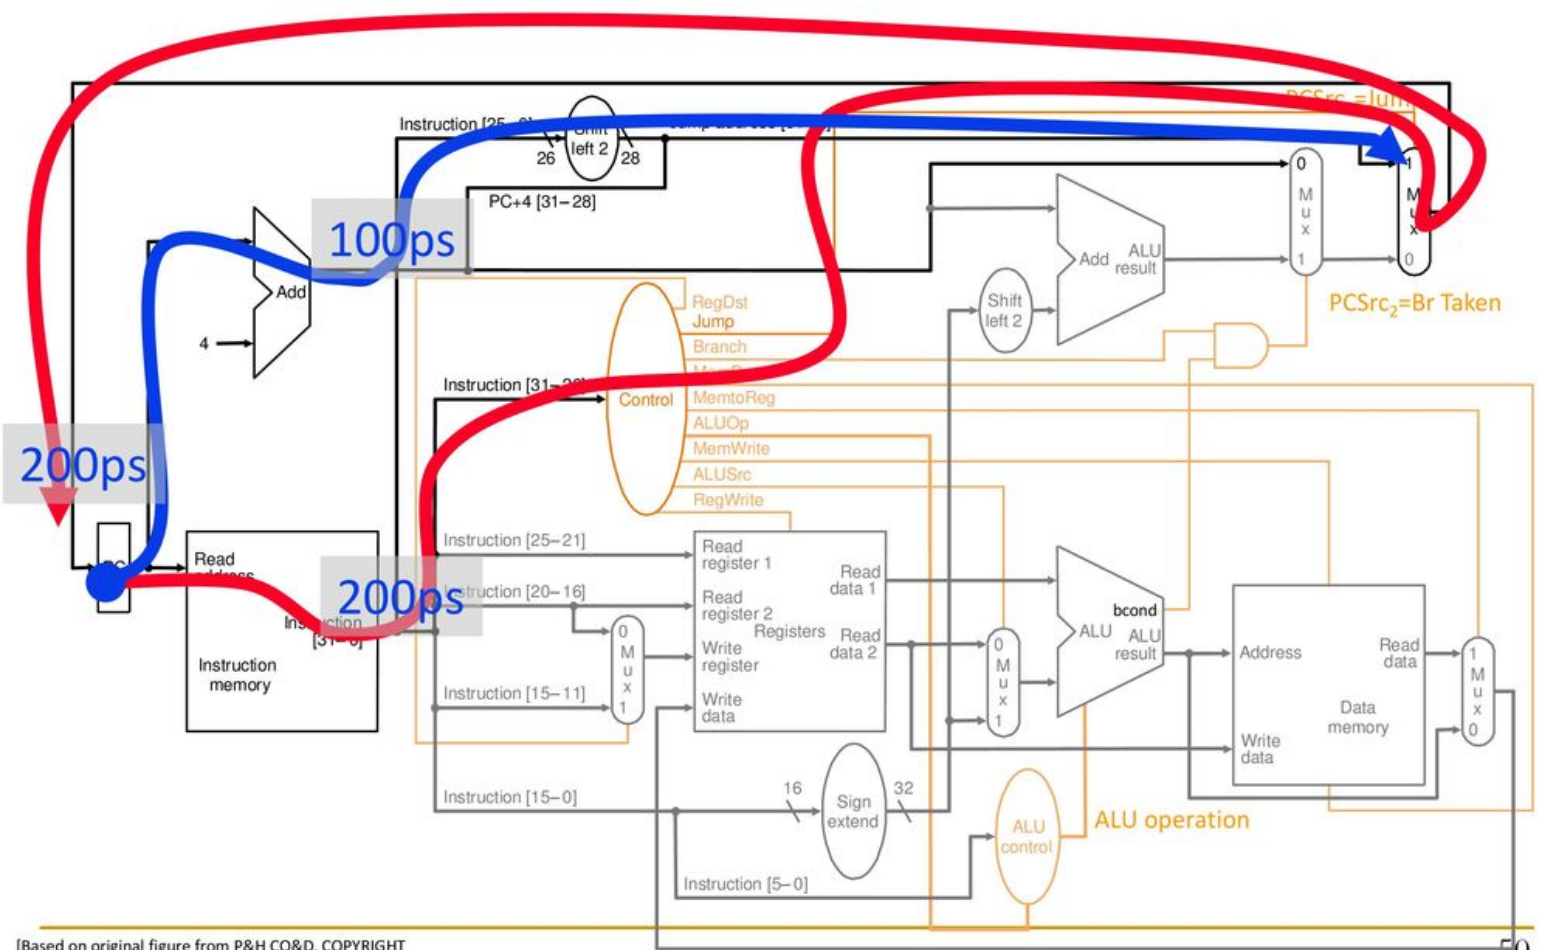 PCSrc₁=Jump
Instruction [25–0]
Shift
left 2
26
28
PC+4 [31–28]
100ps
Add
4
0
M
u
x
1
1
M
u
x
0
Add
ALU
result
Shift
left 2
PCSrc₂=Br Taken
RegDst
Jump
Branch
MemtoReg
ALUOp
MemWrite
ALUSrc
RegWrite
Instruction [31–26]
Control
200ps
PC
Read
address
Instruction
[31–0]
Instruction
memory
200ps
Instruction [25–21]
Instruction [20–16]
Instruction [15–11]
0
M
u
x
1
Read
register 1
Read
register 2
Write
register
Write
data
Registers
Read
data 1
Read
data 2
0
M
u
x
1
bcond
ALU
ALU
result
Address
Write
data
Read
data
Data
memory
1
M
u
x
0
Instruction [15–0]
16
Sign
extend
32
ALU
control
ALU operation
Instruction [5–0]
[Based on original figure from P&H CO&D, COPYRIGHT